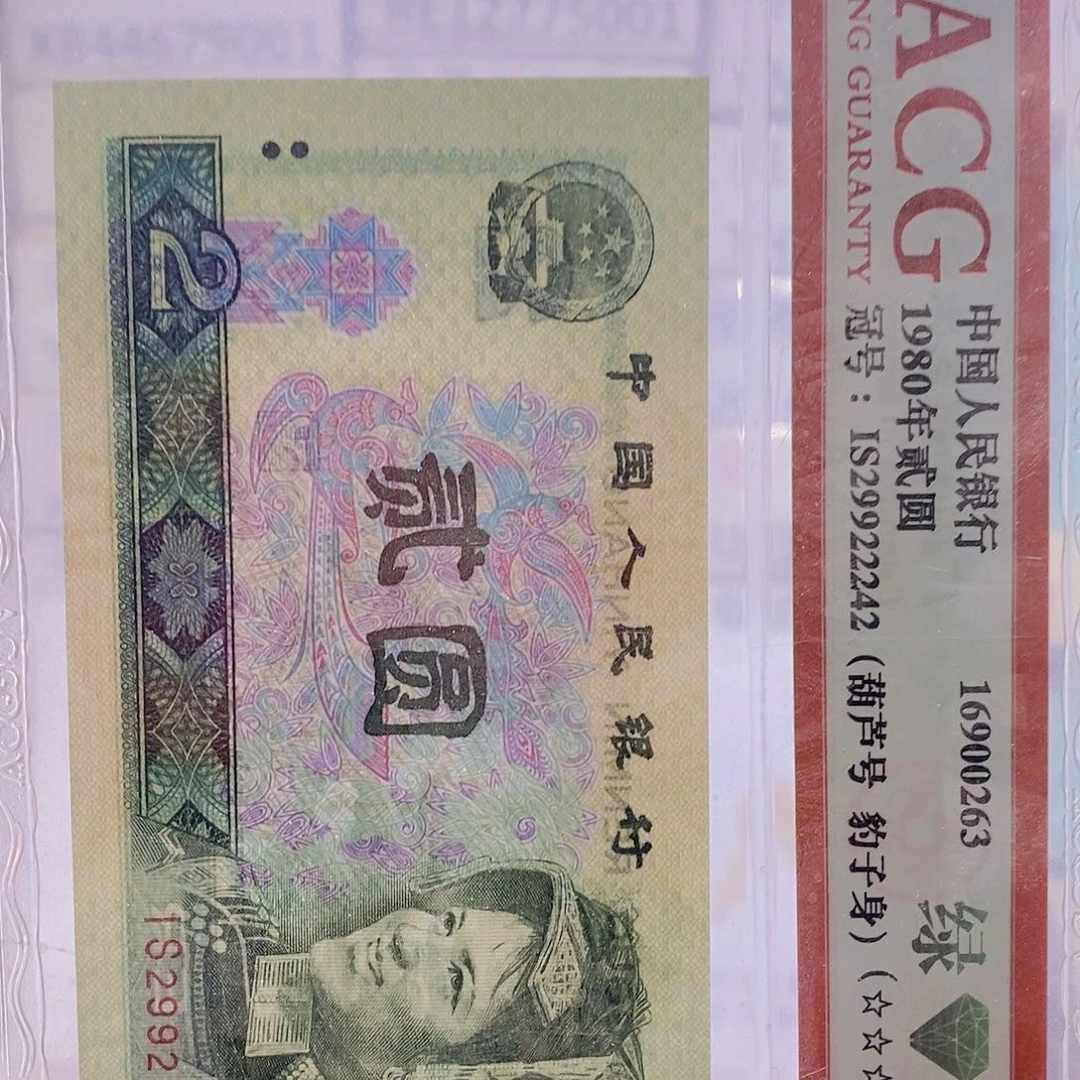 ACG
NG GUARANTY
中國人民银行 16900263
1980年贰圆 绿
冠号：IS29922242（葫芦号 豹子身）（☆☆☆
中国人民银行
贰圆
2
IS2992